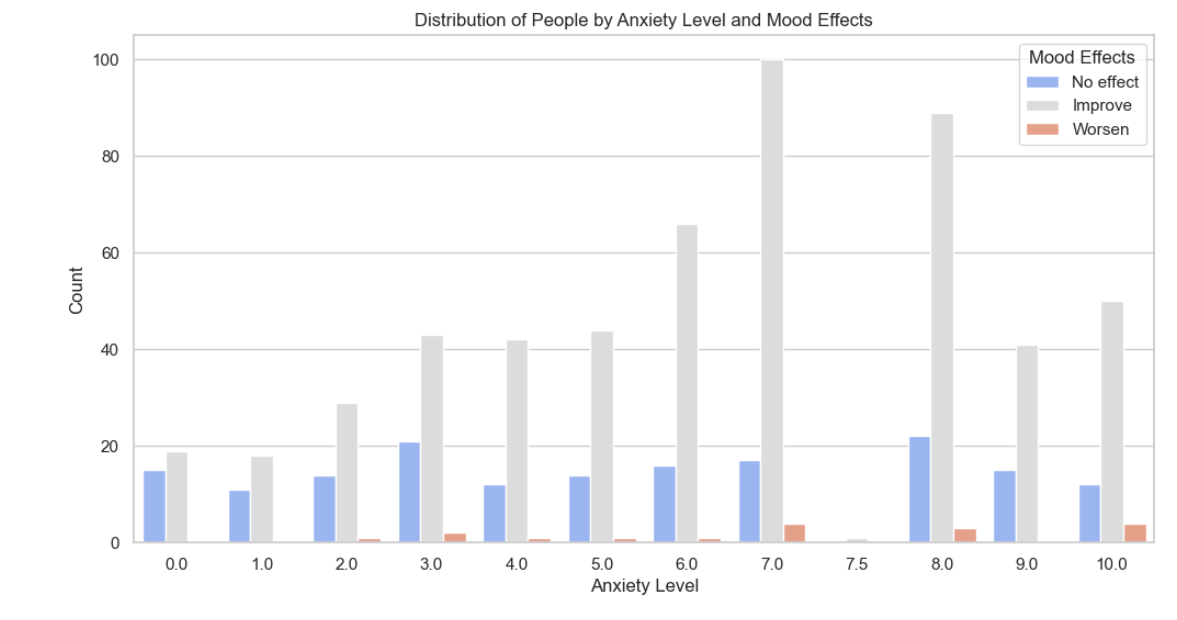 Distribution of People by Anxiety Level and Mood Effects
Mood Effects
No effect
Improve
Worsen
Count
100
80
60
40
20
0
0.0 1.0 2.0 3.0 4.0 5.0 6.0 7.0 7.5 8.0 9.0 10.0
Anxiety Level